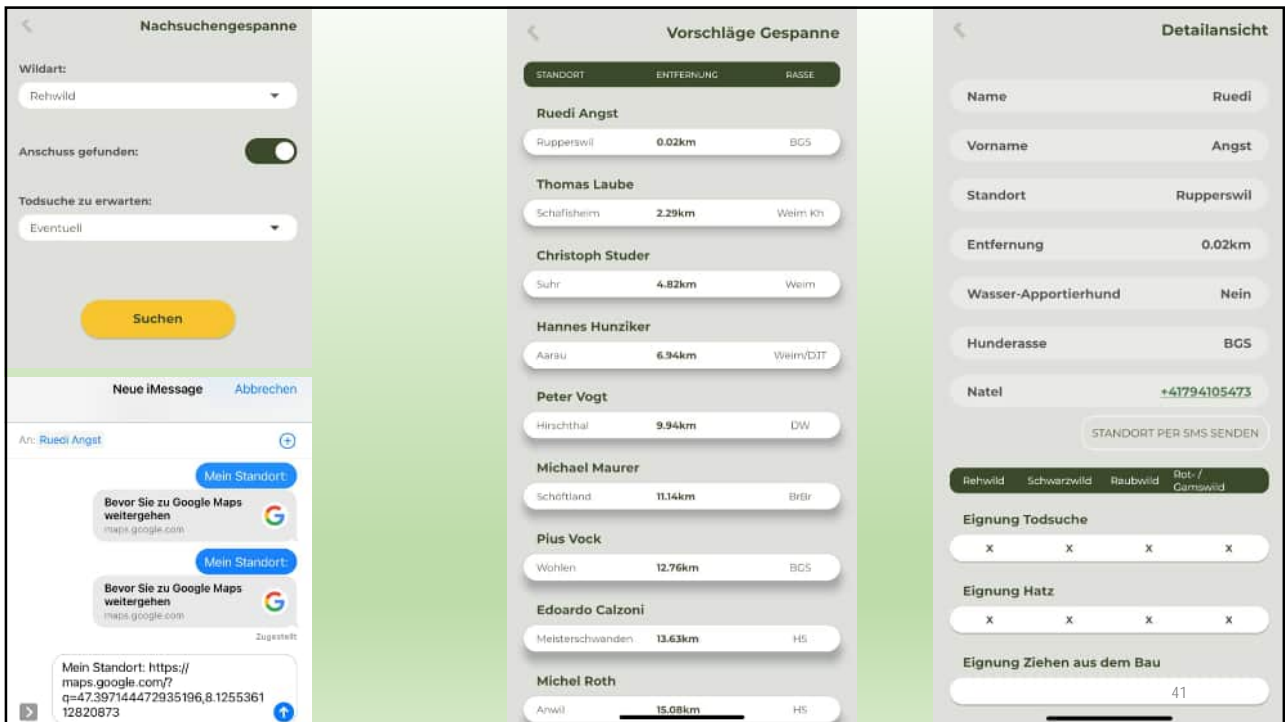 Nachsuchengespanne
Wildart:
Rehwild
Anschuss gefunden:
Todsuche zu erwarten:
Eventuell
Suchen
Neue iMessage Abbrechen
An: Ruedi Angst
Mein Standort:
Bevor Sie zu Google Maps
weitergehen
maps.google.com
Mein Standort:
Bevor Sie zu Google Maps
weitergehen
maps.google.com
Zugestellt
Mein Standort: https://
maps.google.com/?
q=47.397144472935196,8.1255361
12820873
Vorschläge Gespanne
STANDORT ENTFERNUNG RASSE
Ruedi Angst
Rupperswil 0.02km BGS
Thomas Laube
Schafisheim 2.29km Weim Kh
Christoph Studer
Suhr 4.82km Weim
Hannes Hunziker
Aarau 6.94km Weim/DJT
Peter Vogt
Hirschthal 9.94km DW
Michael Maurer
Schöftland 11.14km BrBr
Pius Vock
Wohlen 12.76km BGS
Edoardo Calzoni
Meisterschwanden 13.63km HS
Michel Roth
Anwil 15.08km HS
Detailansicht
Name Ruedi
Vorname Angst
Standort Rupperswil
Entfernung 0.02km
Wasser-Apportierhund Nein
Hunderasse BGS
Natel +41794105473
STANDORT PER SMS SENDEN
Rehwild Schwarzwild Raubwild Rot- /
Gamswild
Eignung Todsuche
x x x x
Eignung Hatz
x x x x
Eignung Ziehen aus dem Bau
41